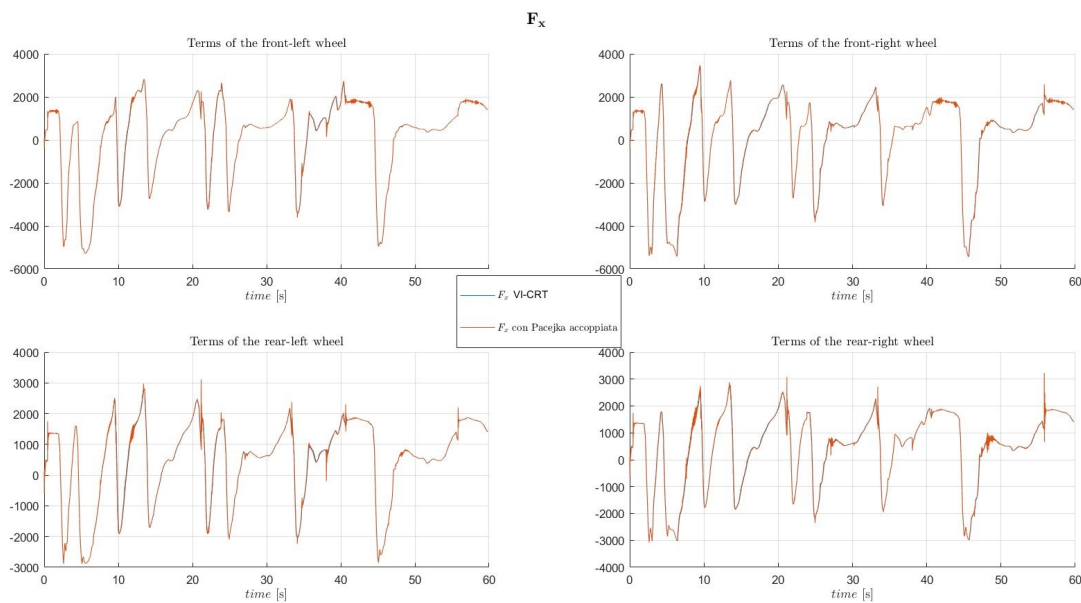 F_x
Terms of the front-left wheel
4000
2000
0
-2000
-4000
-6000
0 10 20 30 40 50 60
time [s]
Terms of the front-right wheel
4000
2000
0
-2000
-4000
-6000
0 10 20 30 40 50 60
time [s]
F_x VI-CRT
F_x con Pacejka accoppiata
Terms of the rear-left wheel
4000
3000
2000
1000
0
-1000
-2000
-3000
0 10 20 30 40 50 60
time [s]
Terms of the rear-right wheel
4000
3000
2000
1000
0
-1000
-2000
-3000
-4000
0 10 20 30 40 50 60
time [s]